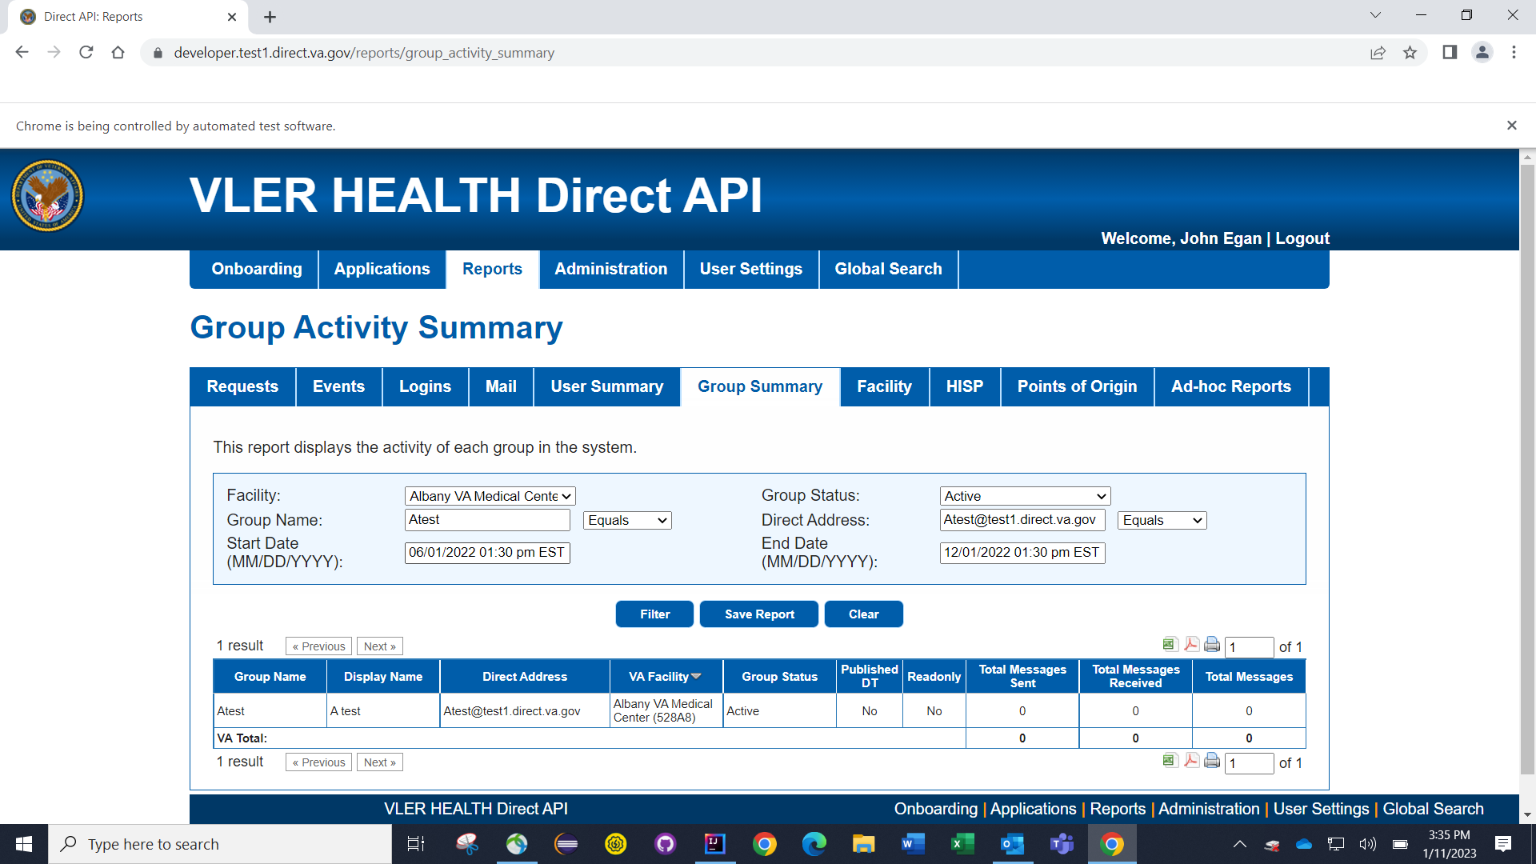 Direct API: Reports
developer.test1.direct.va.gov/reports/group_activity_summary
Chrome is being controlled by automated test software.
VLER HEALTH Direct API
Welcome, John Egan | Logout
Onboarding Applications Reports Administration User Settings Global Search
Group Activity Summary
Requests Events Logins Mail User Summary Group Summary Facility HISP Points of Origin Ad-hoc Reports
This report displays the activity of each group in the system.
Facility: Albany VA Medical Cente Group Status: Active
Group Name: Atest Equals Direct Address: Atest@test1.direct.va.gov Equals
Start Date (MM/DD/YYYY): 06/01/2022 01:30 pm EST End Date (MM/DD/YYYY): 12/01/2022 01:30 pm EST
Filter Save Report Clear
1 result « Previous Next » 1 of 1
Group Name Display Name Direct Address VA Facility Group Status Published DT Readonly Total Messages Sent Total Messages Received Total Messages
Atest A test Atest@test1.direct.va.gov Albany VA Medical Center (528A8) Active No No 0 0 0
VA Total: 0 0 0
1 result « Previous Next » 1 of 1
VLER HEALTH Direct API Onboarding | Applications | Reports | Administration | User Settings | Global Search
Type here to search
3:35 PM
1/11/2023